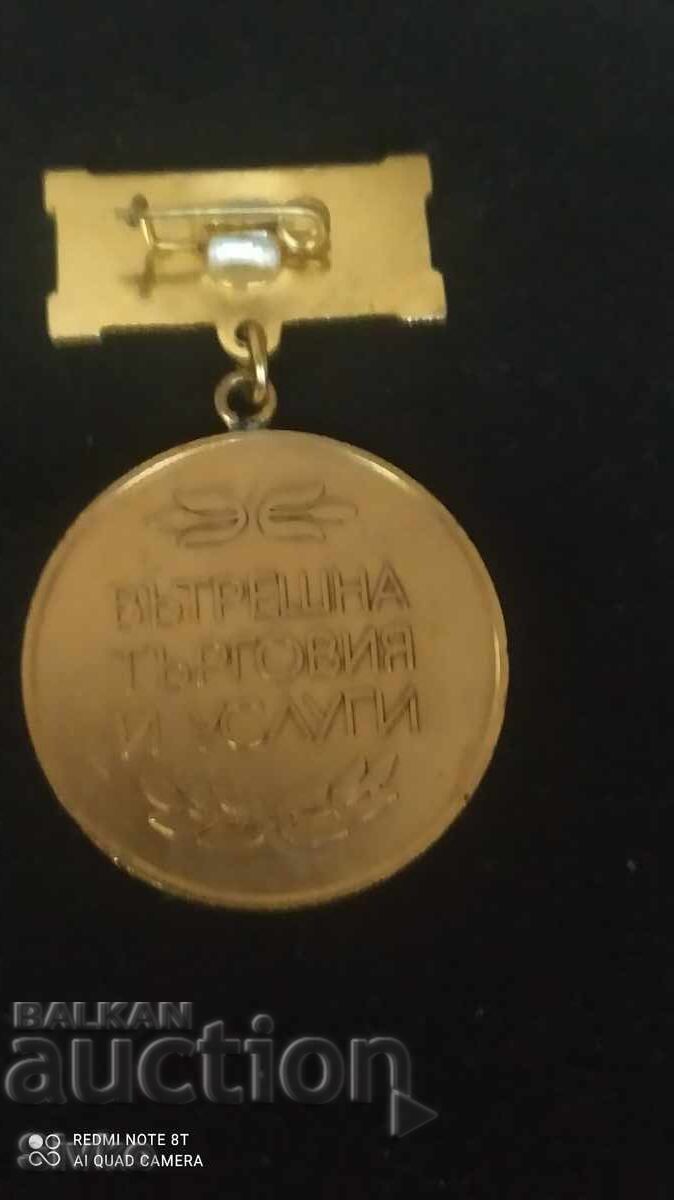 ВЪТРЕШНА
ТЪРГОВИЯ
И УСЛУГИ
BALKAN
auction
REDMI NOTE 8T
AI QUAD CAMERA